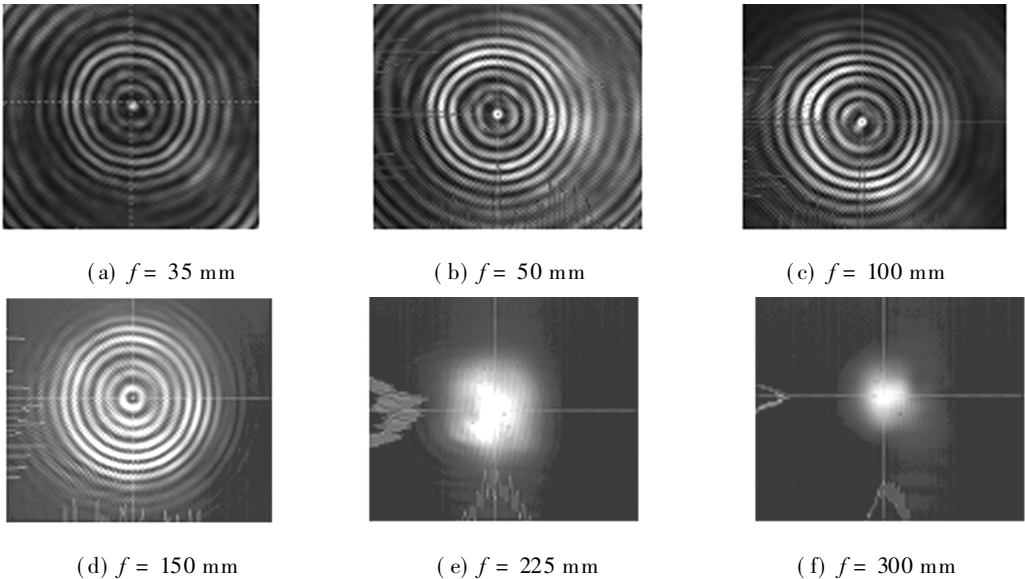 (a) f = 35 mm
(b) f = 50 mm
(c) f = 100 mm
(d) f = 150 mm
(e) f = 225 mm
(f) f = 300 mm